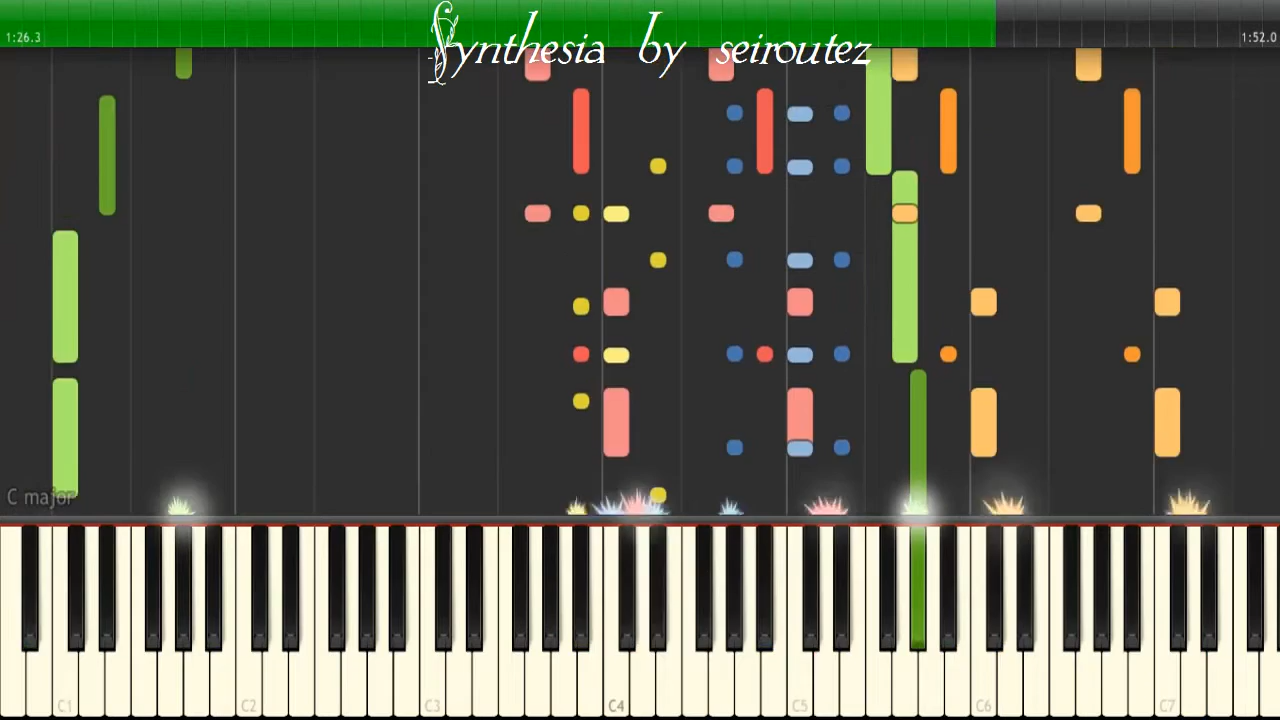 Synthesia by seiroutez
1:26.3
1:52.0
C major
C1 C2 C3 C4 C5 C6 C7